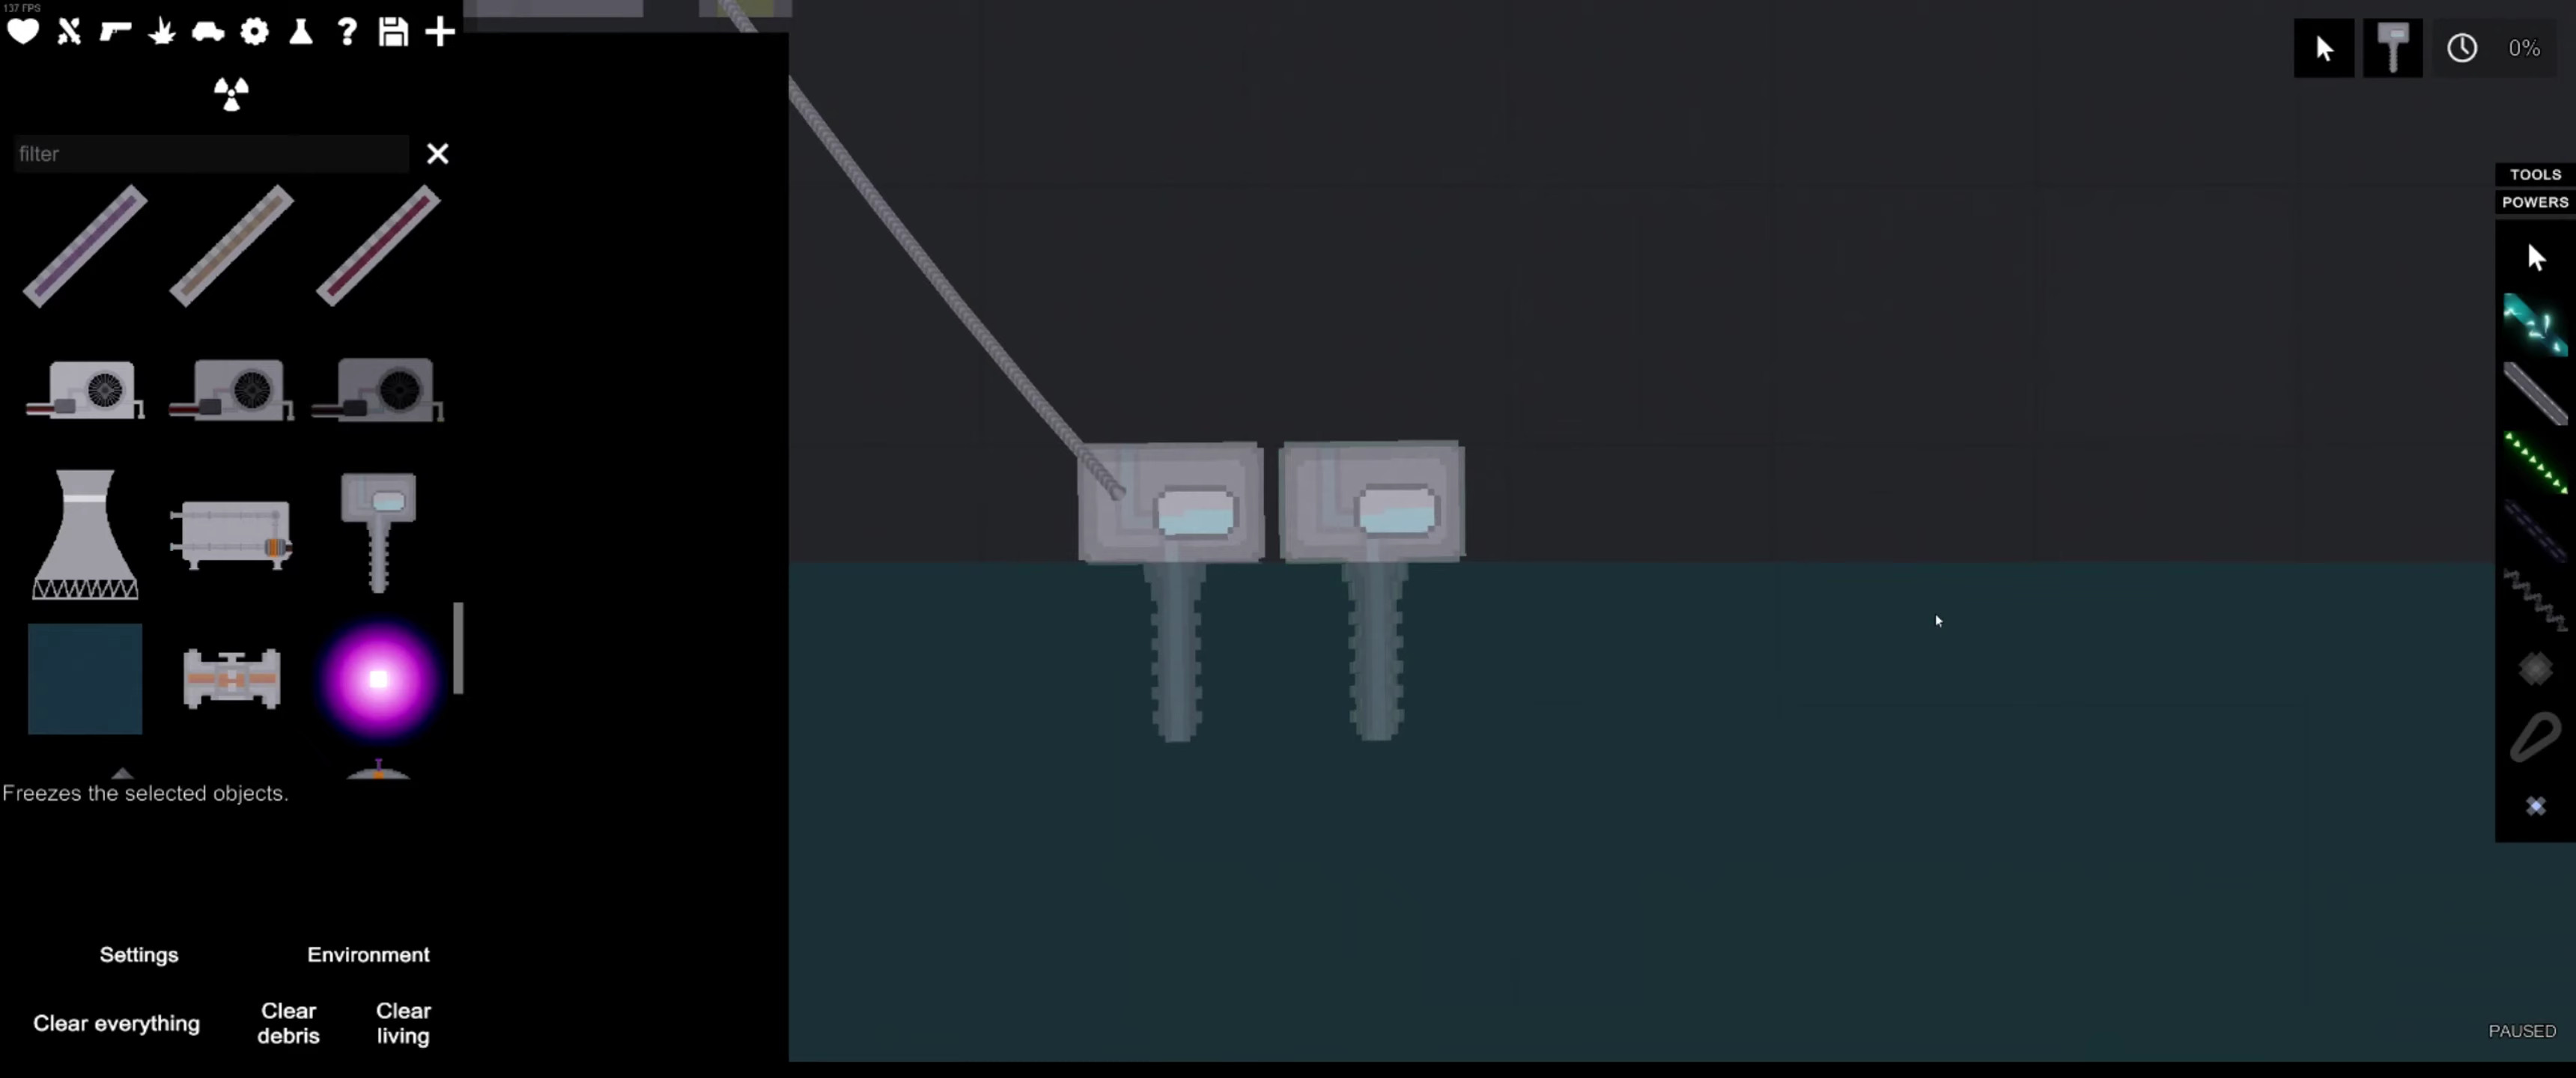 137 FPS
0%
filter
TOOLS
POWERS
Freezes the selected objects.
Settings
Environment
Clear everything
Clear
debris
Clear
living
PAUSED